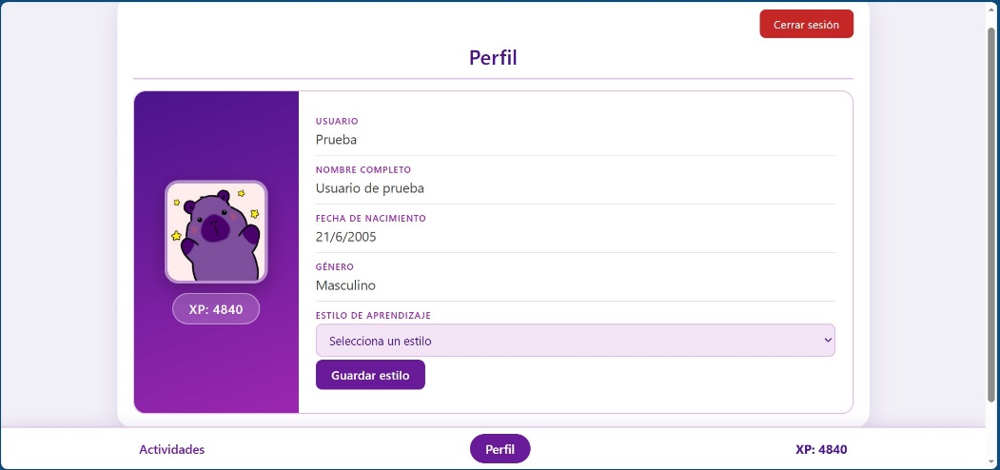 Cerrar sesión
Perfil
USUARIO
Prueba
NOMBRE COMPLETO
Usuario de prueba
FECHA DE NACIMIENTO
21/6/2005
GÉNERO
Masculino
XP: 4840
ESTILO DE APRENDIZAJE
Selecciona un estilo
Guardar estilo
Actividades
Perfil
XP: 4840